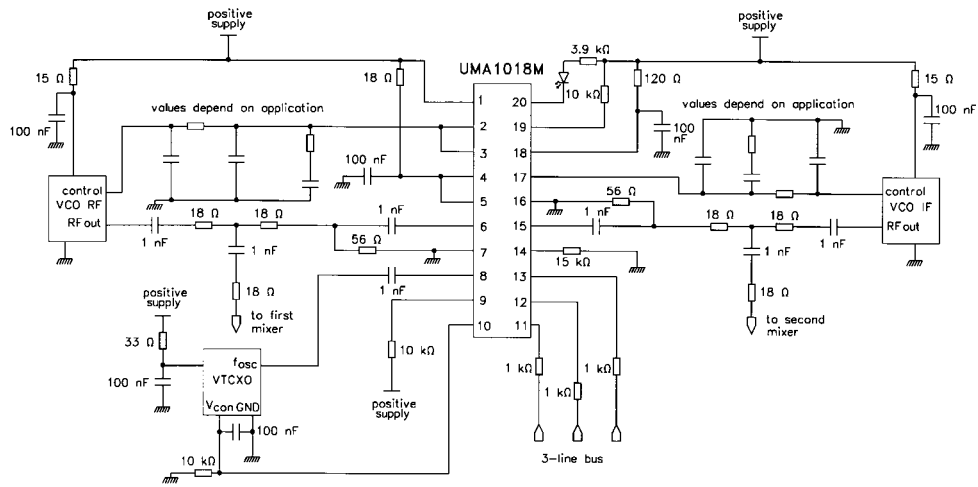 positive
supply
15 Ω
100 nF
values depend on application
18 Ω
100 nF
control
VCO RF
RFout
1 nF
18 Ω
18 Ω
1 nF
18 Ω
to first
mixer
1 nF
56 Ω
1 nF
positive
supply
33 Ω
100 nF
fosc
VTCXO
Vcon GND
100 nF
10 kΩ
10 kΩ
positive
supply
UMA1018M
1
2
3
4
5
6
7
8
9
10
20
19
18
17
16
15
14
13
12
11
3.9 kΩ
10 kΩ
120 Ω
100
nF
positive
supply
15 Ω
100 nF
values depend on application
56 Ω
1 nF
15 kΩ
18 Ω
18 Ω
1 nF
1 nF
18 Ω
to second
mixer
control
VCO IF
RFout
1 kΩ
1 kΩ
1 kΩ
3-line bus